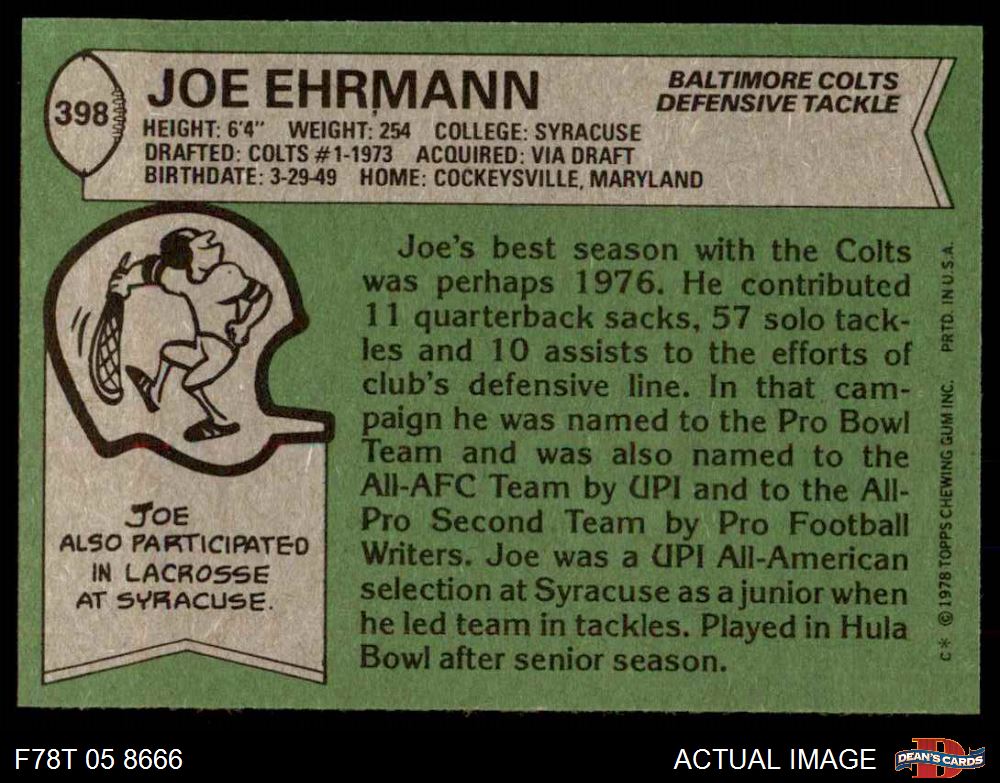 398
JOE EHRMANN
BALTIMORE COLTS
DEFENSIVE TACKLE
HEIGHT: 6'4" WEIGHT: 254 COLLEGE: SYRACUSE
DRAFTED: COLTS #1-1973 ACQUIRED: VIA DRAFT
BIRTHDATE: 3-29-49 HOME: COCKEYSVILLE, MARYLAND
JOE
ALSO PARTICIPATED
IN LACROSSE
AT SYRACUSE.
Joe's best season with the Colts
was perhaps 1976. He contributed
11 quarterback sacks, 57 solo tack-
les and 10 assists to the efforts of
club's defensive line. In that cam-
paign he was named to the Pro Bowl
Team and was also named to the
All-AFC Team by UPI and to the All-
Pro Second Team by Pro Football
Writers. Joe was a UPI All-American
selection at Syracuse as a junior when
he led team in tackles. Played in Hula
Bowl after senior season.
C* © 1978 TOPPS CHEWING GUM INC. PRTD. IN U.S.A.
F78T 05 8666
ACTUAL IMAGE
D
DEAN'S CARDS